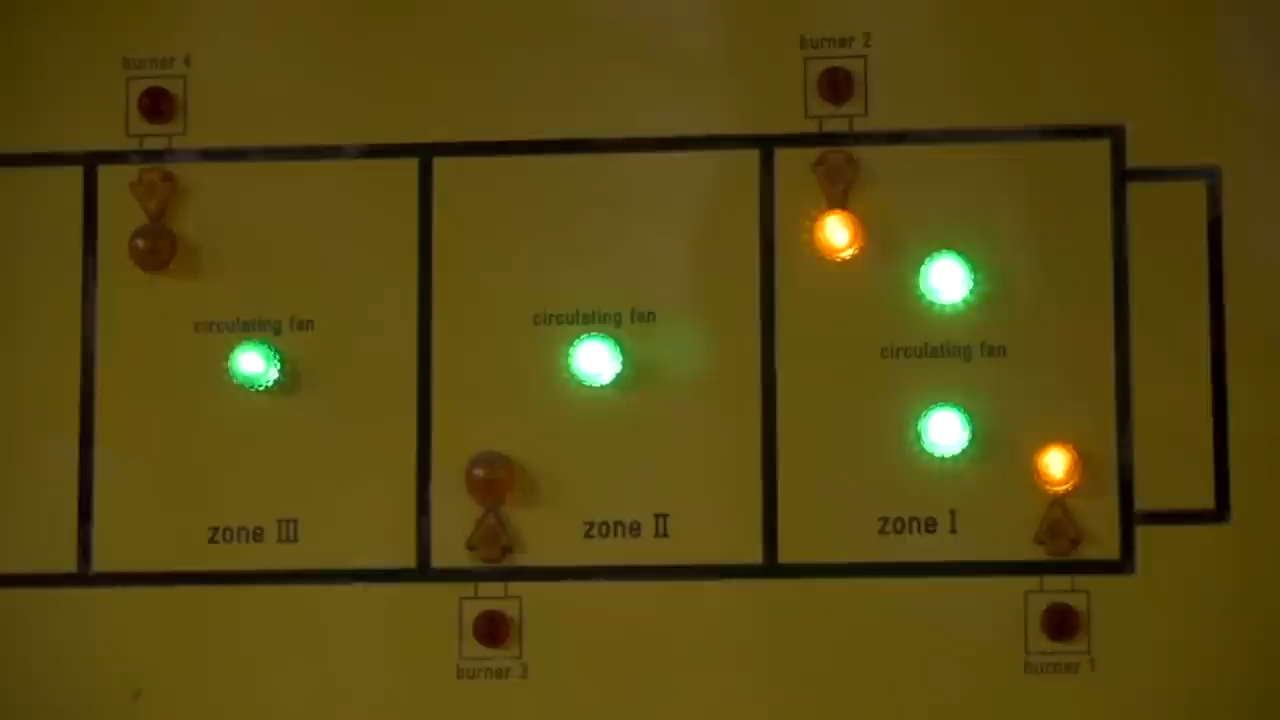 burner 4
burner 2
circulating fan
circulating fan
circulating fan
zone III
zone II
zone I
burner 3
burner 1